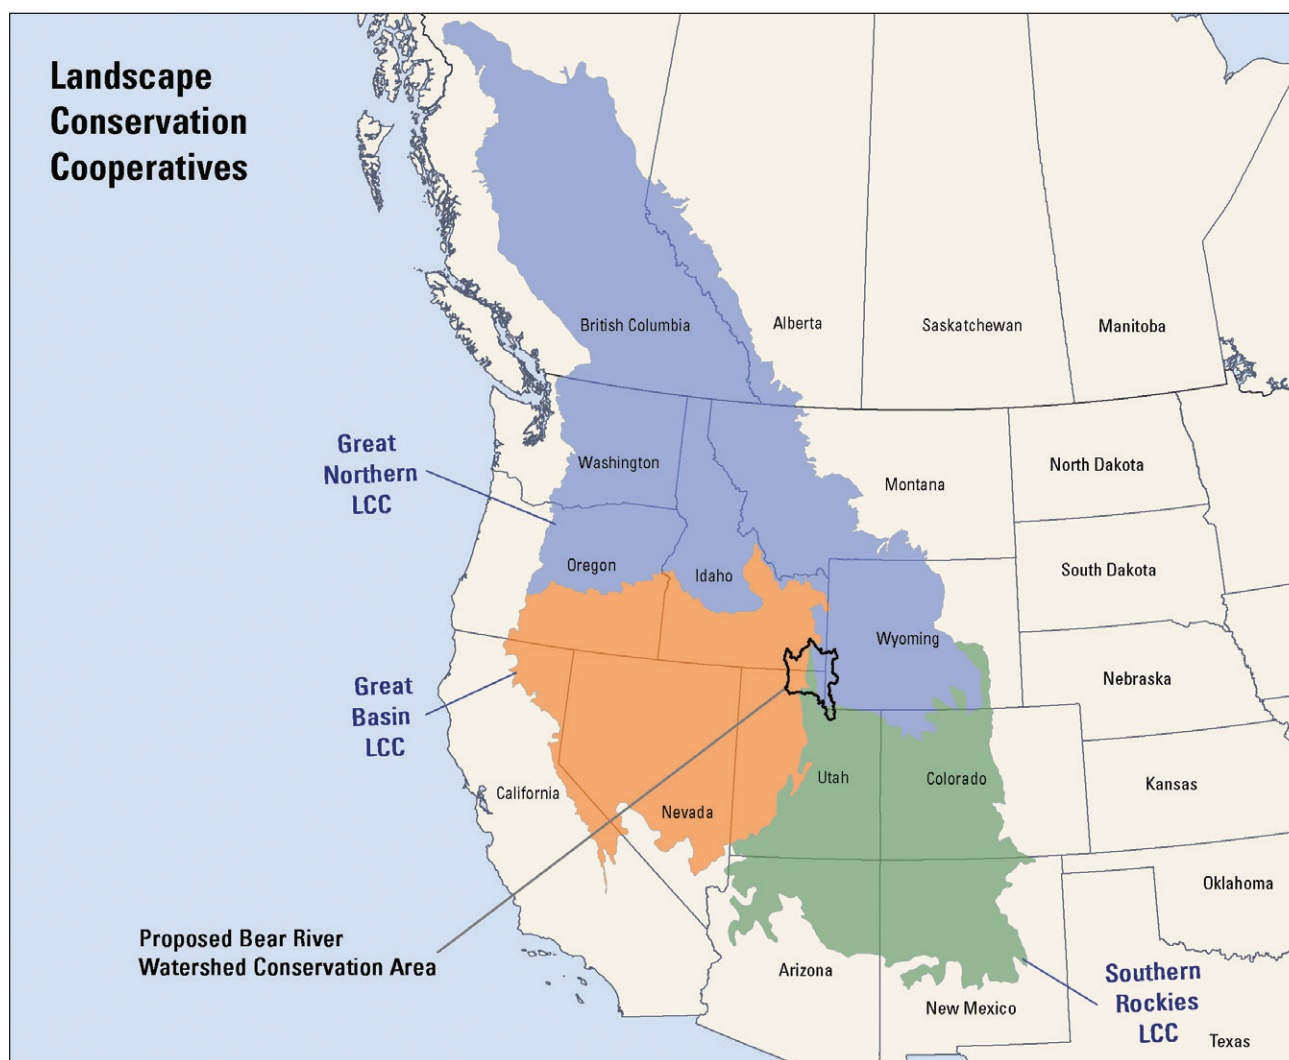 Landscape
Conservation
Cooperatives
British Columbia
Alberta
Saskatchewan
Manitoba
Great
Northern
LCC
Washington
Montana
North Dakota
Oregon
Idaho
South Dakota
Wyoming
Nebraska
Great
Basin
LCC
California
Nevada
Utah
Colorado
Kansas
Oklahoma
Proposed Bear River
Watershed Conservation Area
Arizona
New Mexico
Southern
Rockies
LCC
Texas